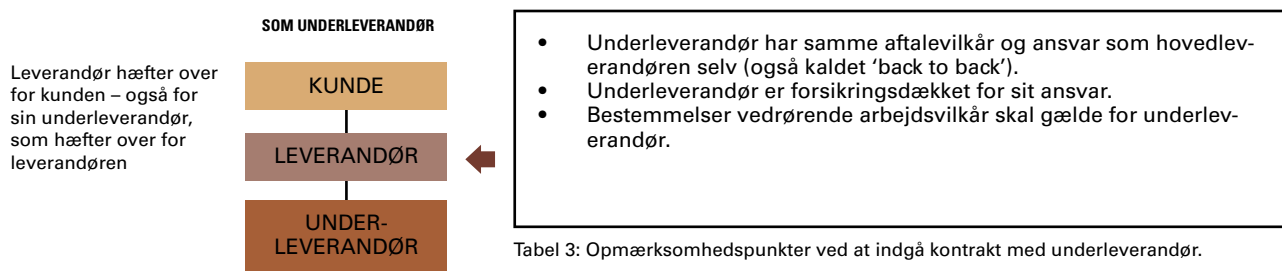 SOM UNDERLEVERANDØR
Leverandør hæfter over
for kunden – også for
sin underleverandør,
som hæfter over for
leverandøren
KUNDE
LEVERANDØR
UNDER-
LEVERANDØR
• Underleverandør har samme aftalevilkår og ansvar som hovedlev-
erandøren selv (også kaldet ‘back to back’).
• Underleverandør er forsikringsdækket for sit ansvar.
• Bestemmelser vedrørende arbejdsvilkår skal gælde for underlev-
erandør.
Tabel 3: Opmærksomhedspunkter ved at indgå kontrakt med underleverandør.